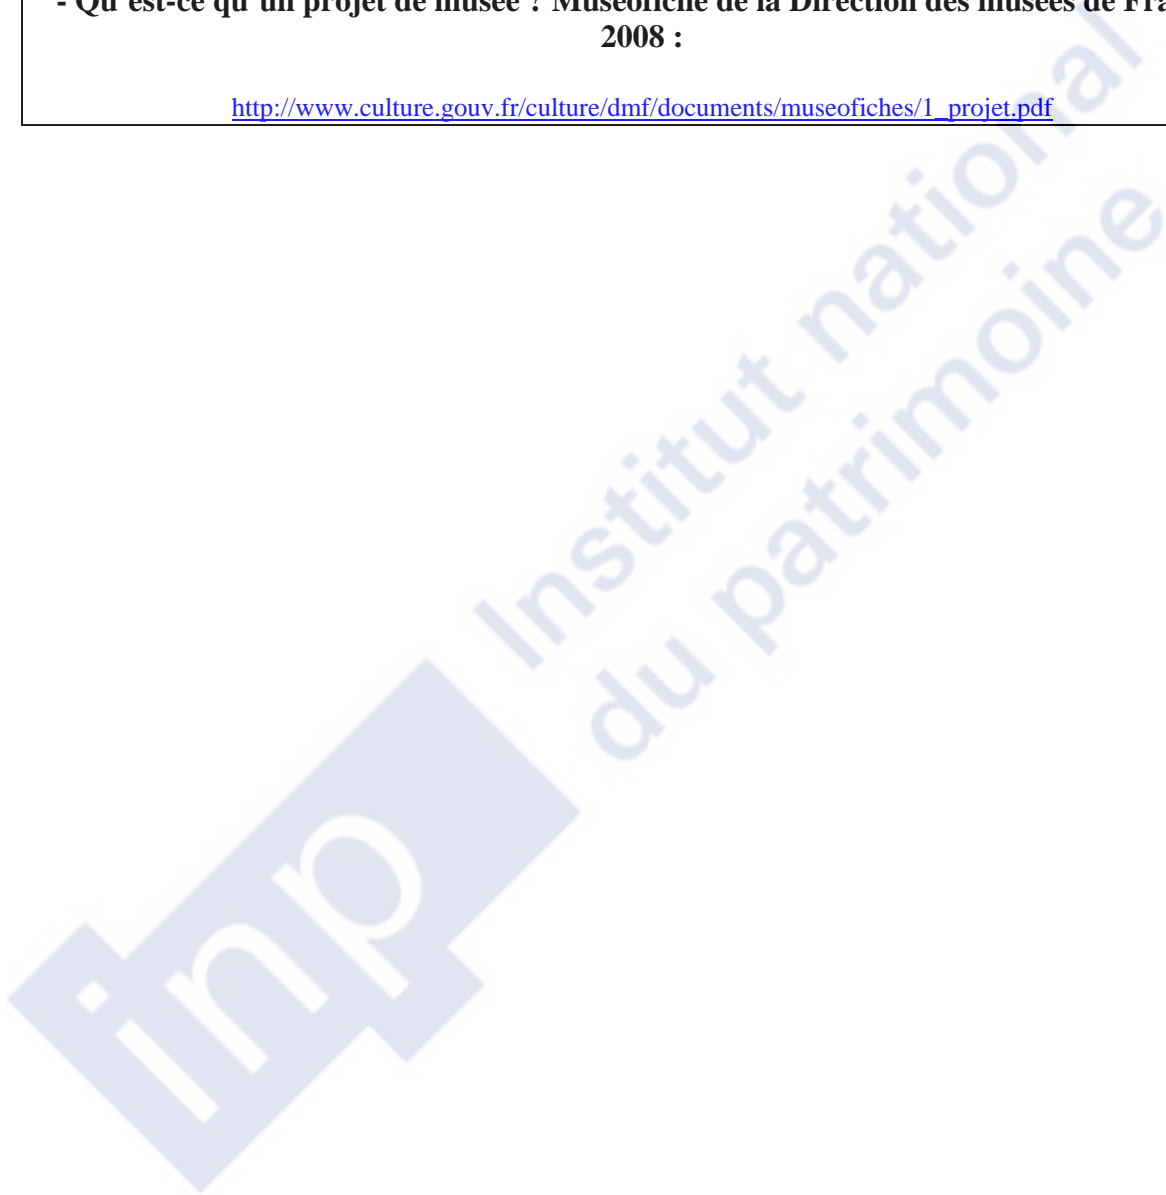 - Qu'est-ce qu'un projet de musée ? Muséofiche de la Direction des musées de
2008 :
http://www.culture.gouv.fr/culture/dmf/documents/museofiches/1_projet.pdf
Institut national
du patrimoine
inp